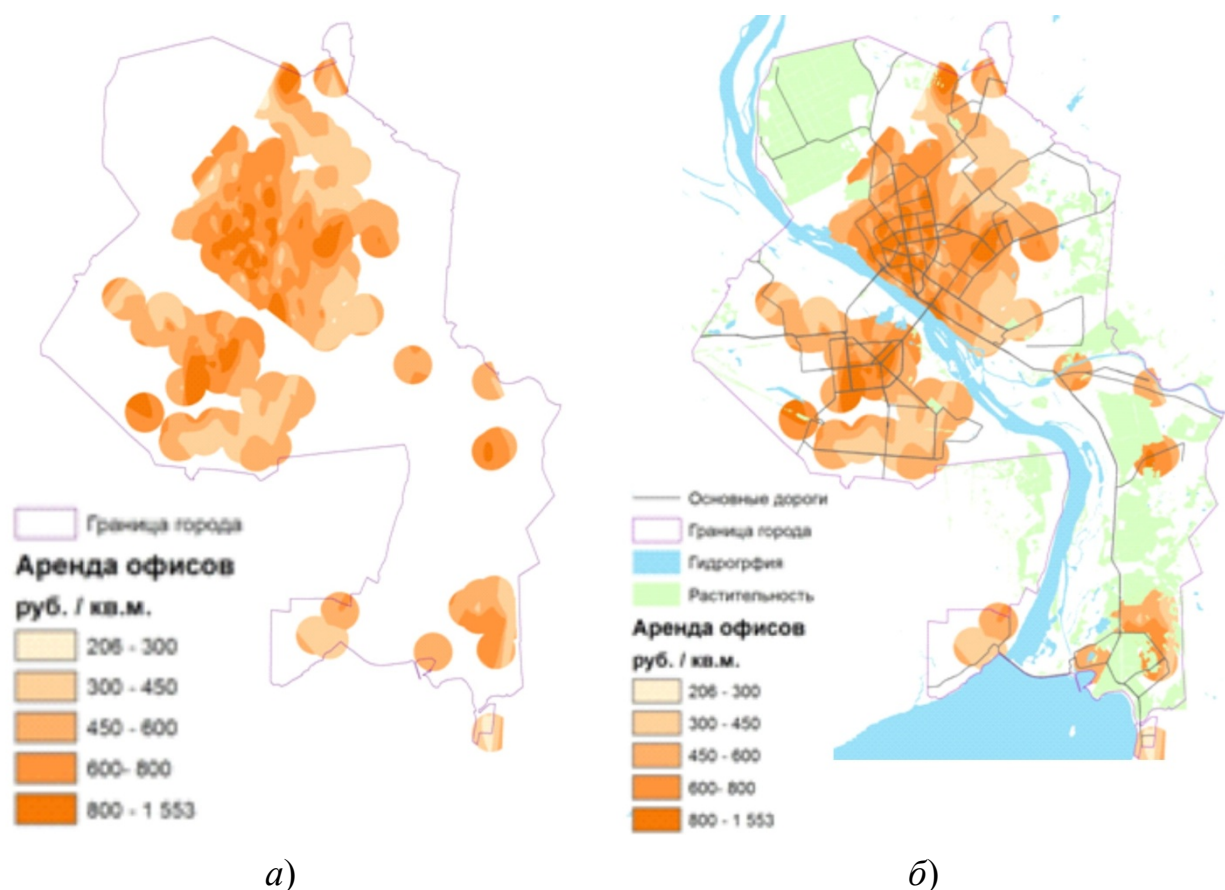 Граница города
Аренда офисов
руб. / кв.м.
206 - 300
300 - 450
450 - 600
600- 800
800 - 1 553
а)
Основные дороги
Граница города
Гидрогрфия
Растительность
Аренда офисов
руб. / кв.м.
206 - 300
300 - 450
450 - 600
600- 800
800 - 1 553
б)